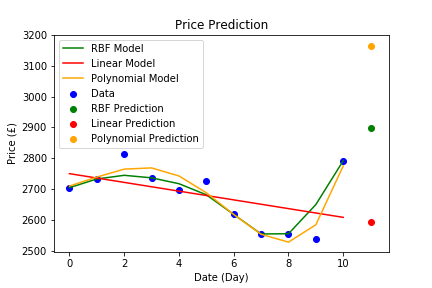 Price Prediction
3200
3100
3000
2900
2800
2700
2600
2500
Price (£)
RBF Model
Linear Model
Polynomial Model
Data
RBF Prediction
Linear Prediction
Polynomial Prediction
0 2 4 6 8 10
Date (Day)